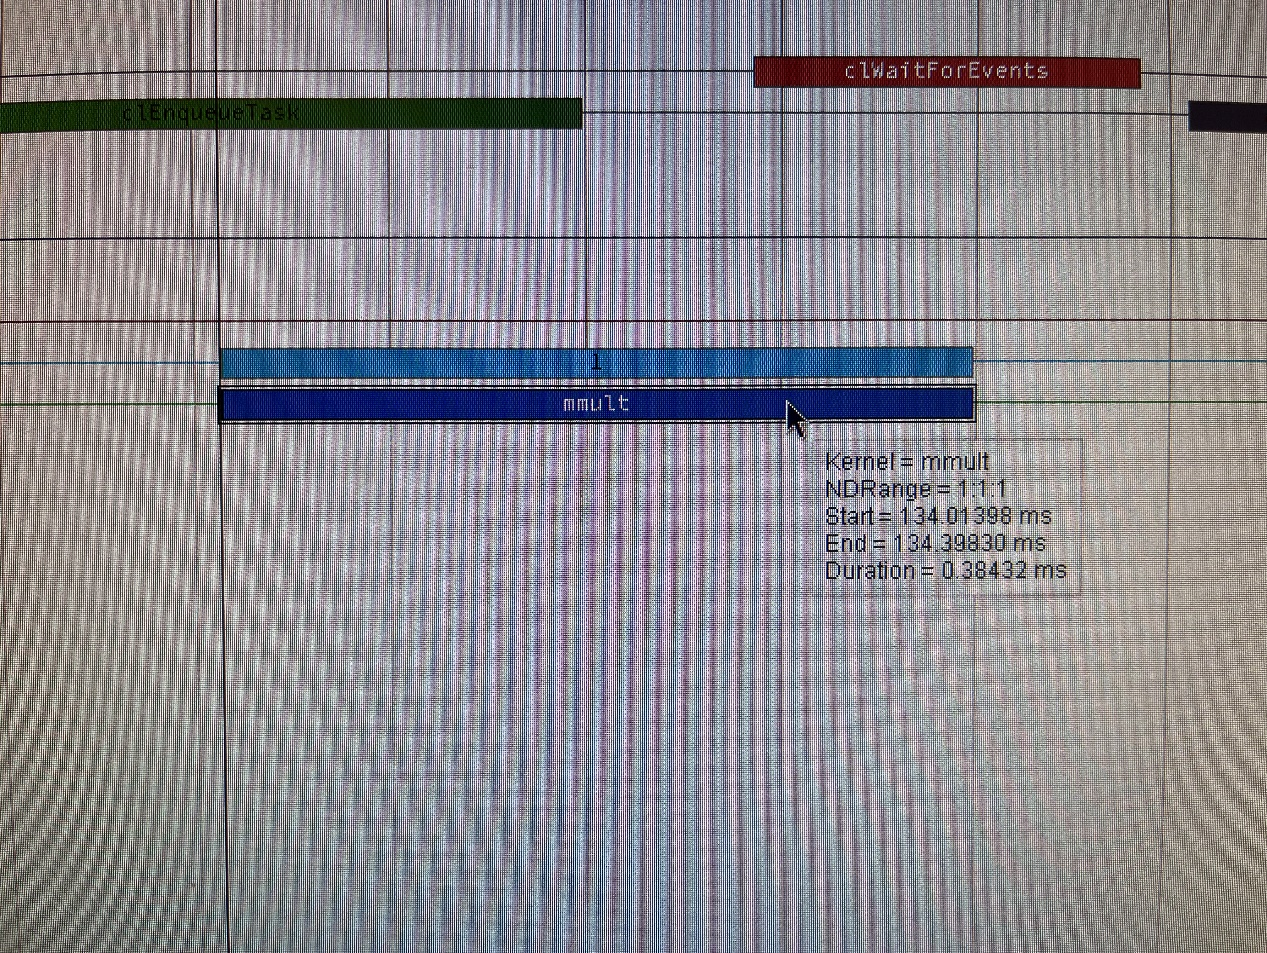 clWaitForEvents
clEnqueueTask
1
mmult
Kernel = mmult
NDRange = 1:1:1
Start = 134.01398 ms
End = 134.39830 ms
Duration = 0.38432 ms